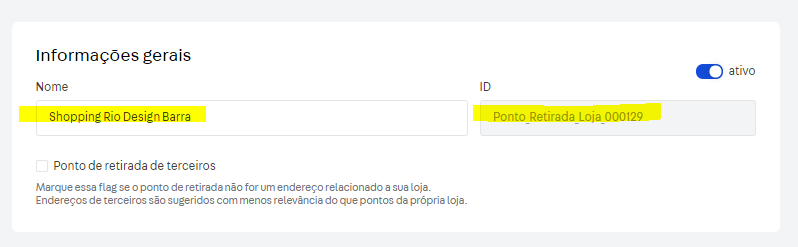 Informações gerais
ativo
Nome
ID
Shopping Rio Design Barra
Ponto_Retirada_Loja_000129
Ponto de retirada de terceiros
Marque essa flag se o ponto de retirada não for um endereço relacionado a sua loja.
Endereços de terceiros são sugeridos com menos relevância do que pontos da própria loja.